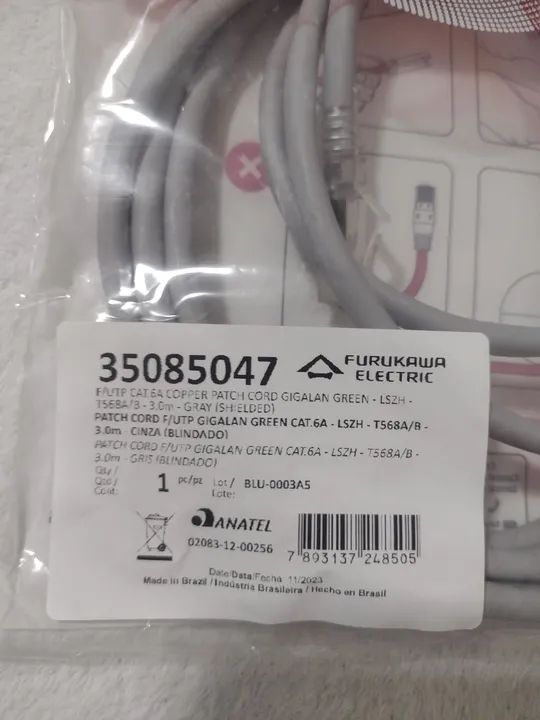 35085047
FURUKAWA
ELECTRIC
F/UTP CAT.6A COPPER PATCH CORD GIGALAN GREEN - LSZH -
T568A/B - 3.0m - GRAY (SHIELDED)
PATCH CORD F/UTP GIGALAN GREEN CAT.6A - LSZH - T568A/B -
3.0m - CINZA (BLINDADO)
PATCH CORD F/UTP GIGALAN GREEN CAT.6A - LSZH - T568A/B -
3.0m - GRIS (BLINDADO)
Qty /
Qtd /
Cant:
1 pc/pz
Lot /
Lote:
BLU-0003A5
ANATEL
02083-12-00256
7 893137 248505
Date/Data/Fecha 11/2023
Made in Brazil / Indústria Brasileira / Hecho en Brasil